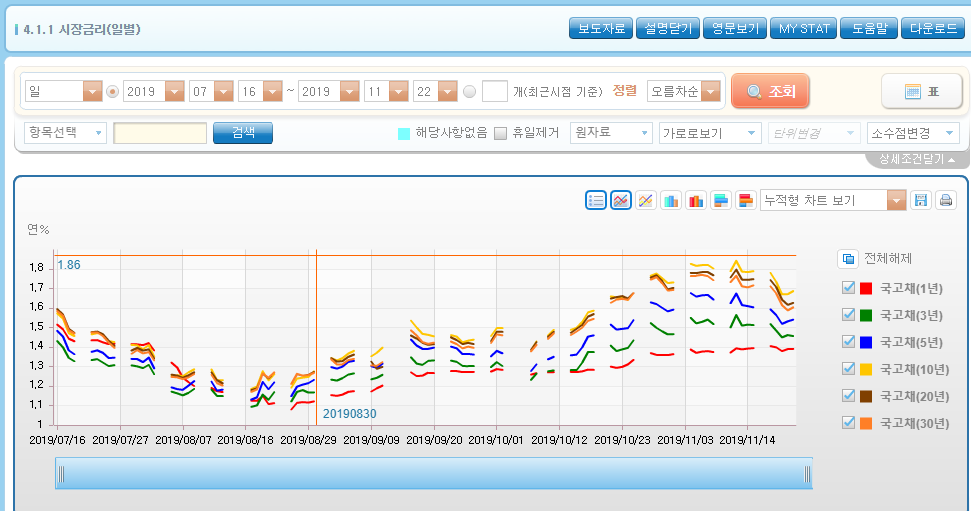 4.1.1 시장금리(일별)
보도자료 설명닫기 영문보기 MY STAT 도움말 다운로드
일 2019 07 16 ~ 2019 11 22 개(최근시점 기준) 정렬 오름차순 조회 표
항목선택 검색 해당사항없음 휴일제거 원자료 가로로보기 단위변경 소수점변경
상세조건닫기
누적형 차트 보기
연%
전체해제
1.86
1,8
1,7
1,6
1,5
1,4
1,3
1,2
1,1
1
국고채(1년)
국고채(3년)
국고채(5년)
국고채(10년)
국고채(20년)
국고채(30년)
20190830
2019/07/16 2019/07/27 2019/08/07 2019/08/18 2019/08/29 2019/09/09 2019/09/20 2019/10/01 2019/10/12 2019/10/23 2019/11/03 2019/11/14